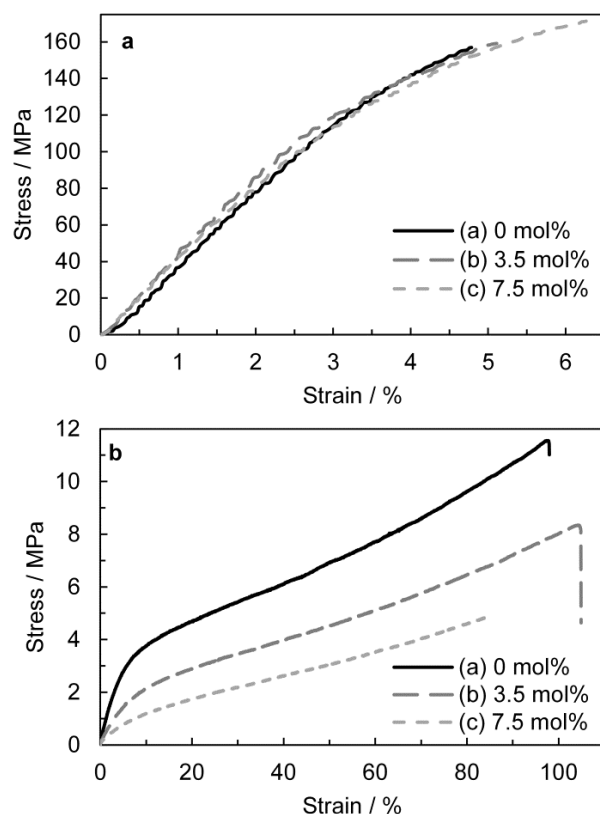 a
160
140
120
100
80
60
40
20
0
Stress / MPa
(a) 0 mol%
(b) 3.5 mol%
(c) 7.5 mol%
0 1 2 3 4 5 6
Strain / %
b
12
10
8
6
4
2
0
Stress / MPa
(a) 0 mol%
(b) 3.5 mol%
(c) 7.5 mol%
0 20 40 60 80 100
Strain / %